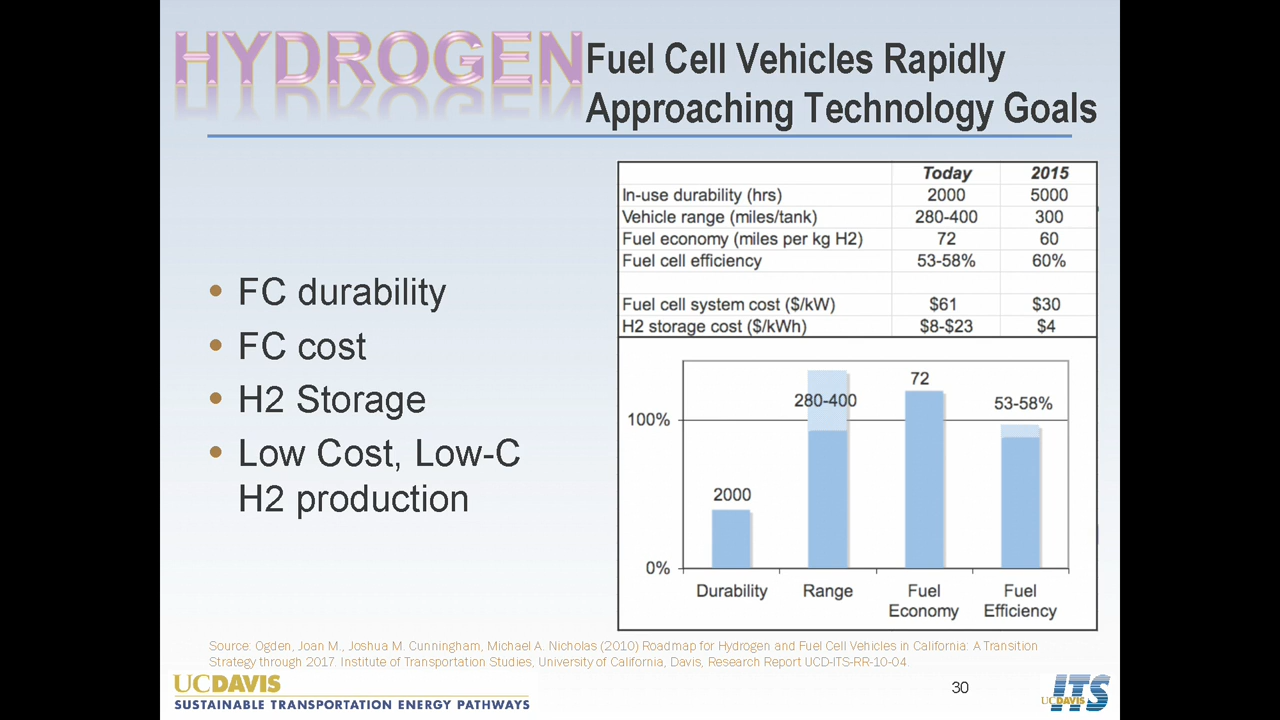 HYDROGEN
Fuel Cell Vehicles Rapidly
Approaching Technology Goals
• FC durability
• FC cost
• H2 Storage
• Low Cost, Low-C
H2 production
Today 2015
In-use durability (hrs) 2000 5000
Vehicle range (miles/tank) 280-400 300
Fuel economy (miles per kg H2) 72 60
Fuel cell efficiency 53-58% 60%
Fuel cell system cost ($/kW) $61 $30
H2 storage cost ($/kWh) $8-$23 $4
72
280-400
53-58%
100%
2000
0%
Durability Range Fuel Economy Fuel Efficiency
Source: Ogden, Joan M., Joshua M. Cunningham, Michael A. Nicholas (2010) Roadmap for Hydrogen and Fuel Cell Vehicles in California: A Transition
Strategy through 2017. Institute of Transportation Studies, University of California, Davis, Research Report UCD-ITS-RR-10-04
UCDAVIS
SUSTAINABLE TRANSPORTATION ENERGY PATHWAYS
30
UCDAVIS ITS